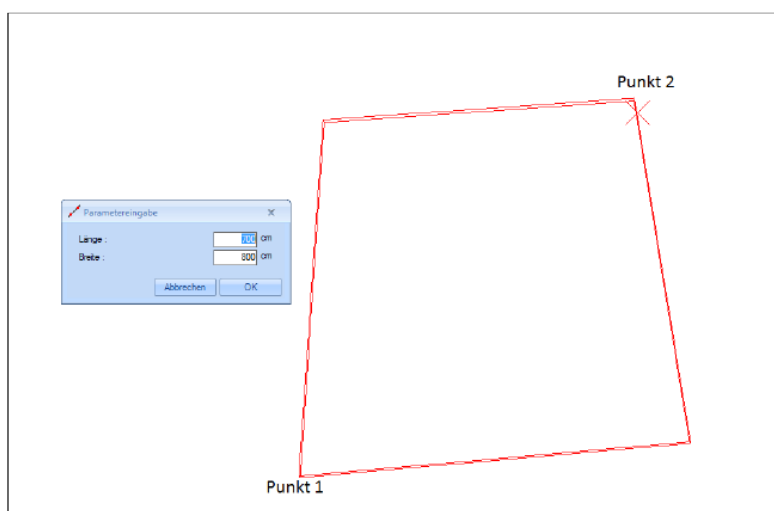 Punkt 2
Parametereingabe
Länge : 700 cm
Breite : 800 cm
Abbrechen OK
Punkt 1